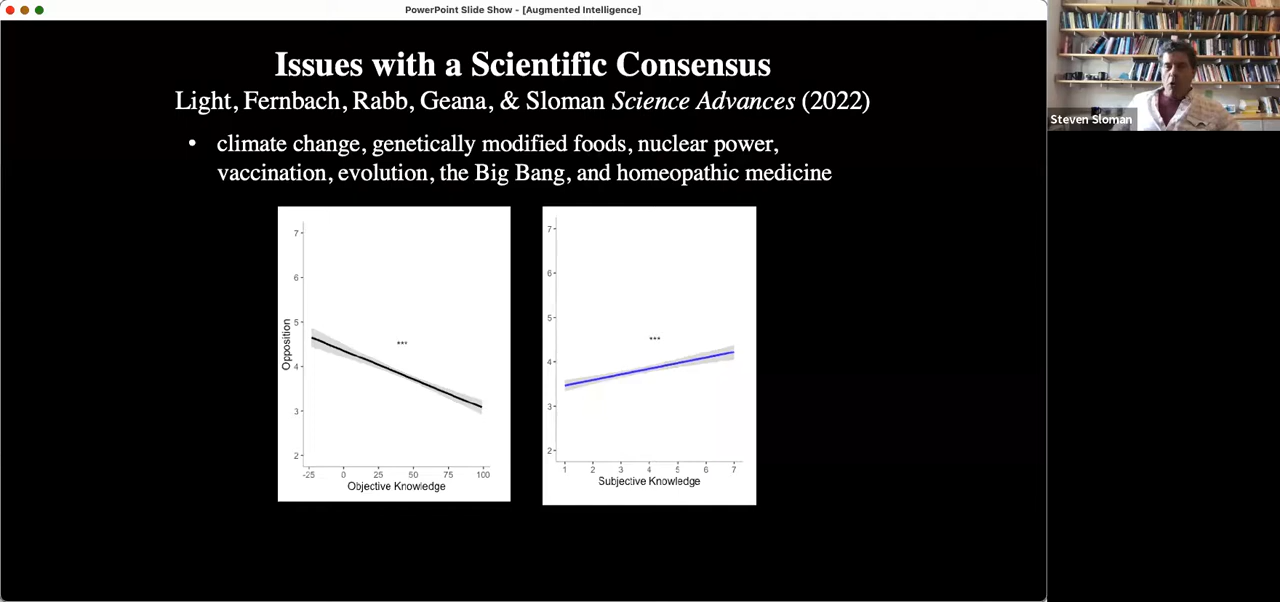 PowerPoint Slide Show - [Augmented Intelligence]
Issues with a Scientific Consensus
Light, Fernbach, Rabb, Geana, & Sloman Science Advances (2022)
• climate change, genetically modified foods, nuclear power,
vaccination, evolution, the Big Bang, and homeopathic medicine
Opposition
7
6
5
4
3
2
***
-25 0 25 50 75 100
Objective Knowledge
7
6
5
4
3
2
***
1 2 3 4 5 6 7
Subjective Knowledge
Steven Sloman